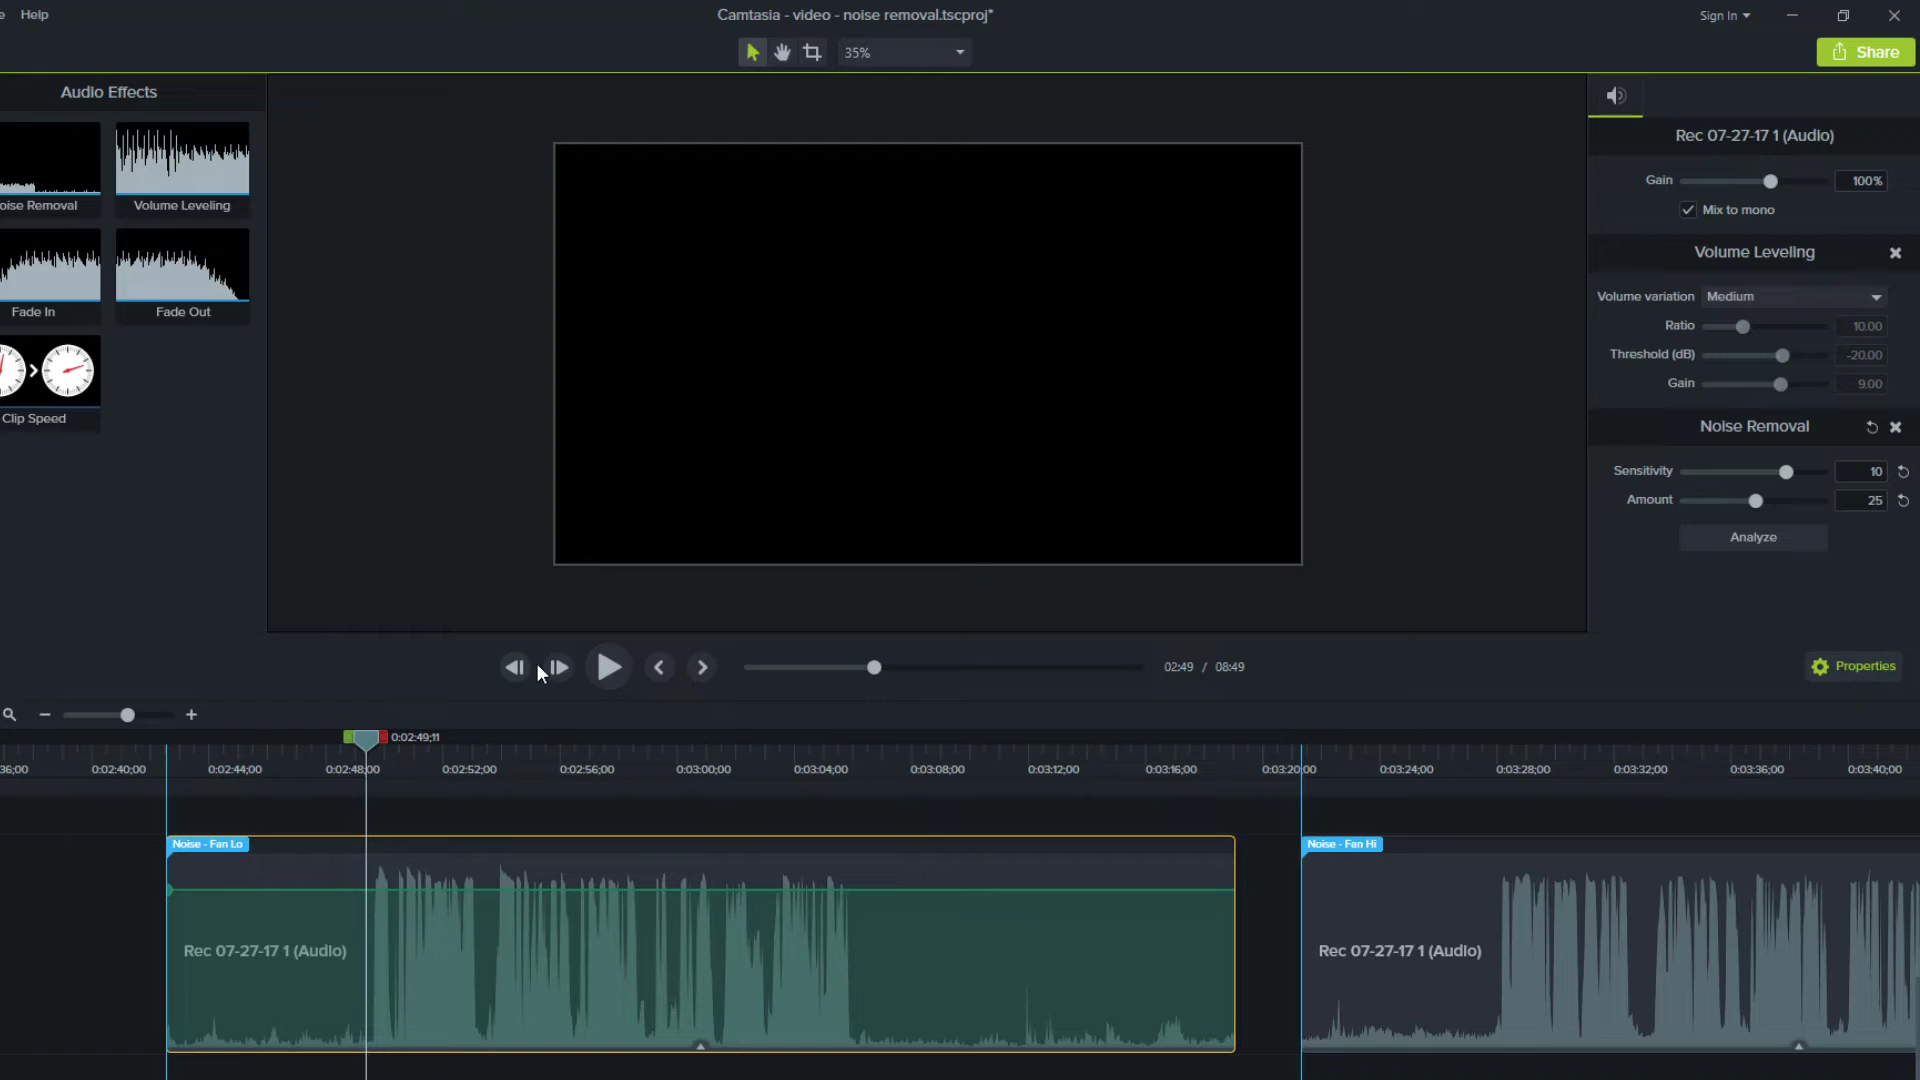 Help
Camtasia - video - noise removal.tscproj*
Sign In
35%
Share
Audio Effects
oise Removal
Volume Leveling
Fade In
Fade Out
Clip Speed
Rec 07-27-17 1 (Audio)
Gain 100%
Mix to mono
Volume Leveling
Volume variation Medium
Ratio 10.00
Threshold (dB) -20.00
Gain 9.00
Noise Removal
Sensitivity 10
Amount 25
Analyze
02:49 / 08:49
Properties
0:02:49;11
36;00 0:02:40;00 0:02:44;00 0:02:48;00 0:02:52;00 0:02:56;00 0:03:00;00 0:03:04;00 0:03:08;00 0:03:12;00 0:03:16;00 0:03:20;00 0:03:24;00 0:03:28;00 0:03:32;00 0:03:36;00 0:03:40;00
Noise - Fan Lo
Noise - Fan Hi
Rec 07-27-17 1 (Audio)
Rec 07-27-17 1 (Audio)